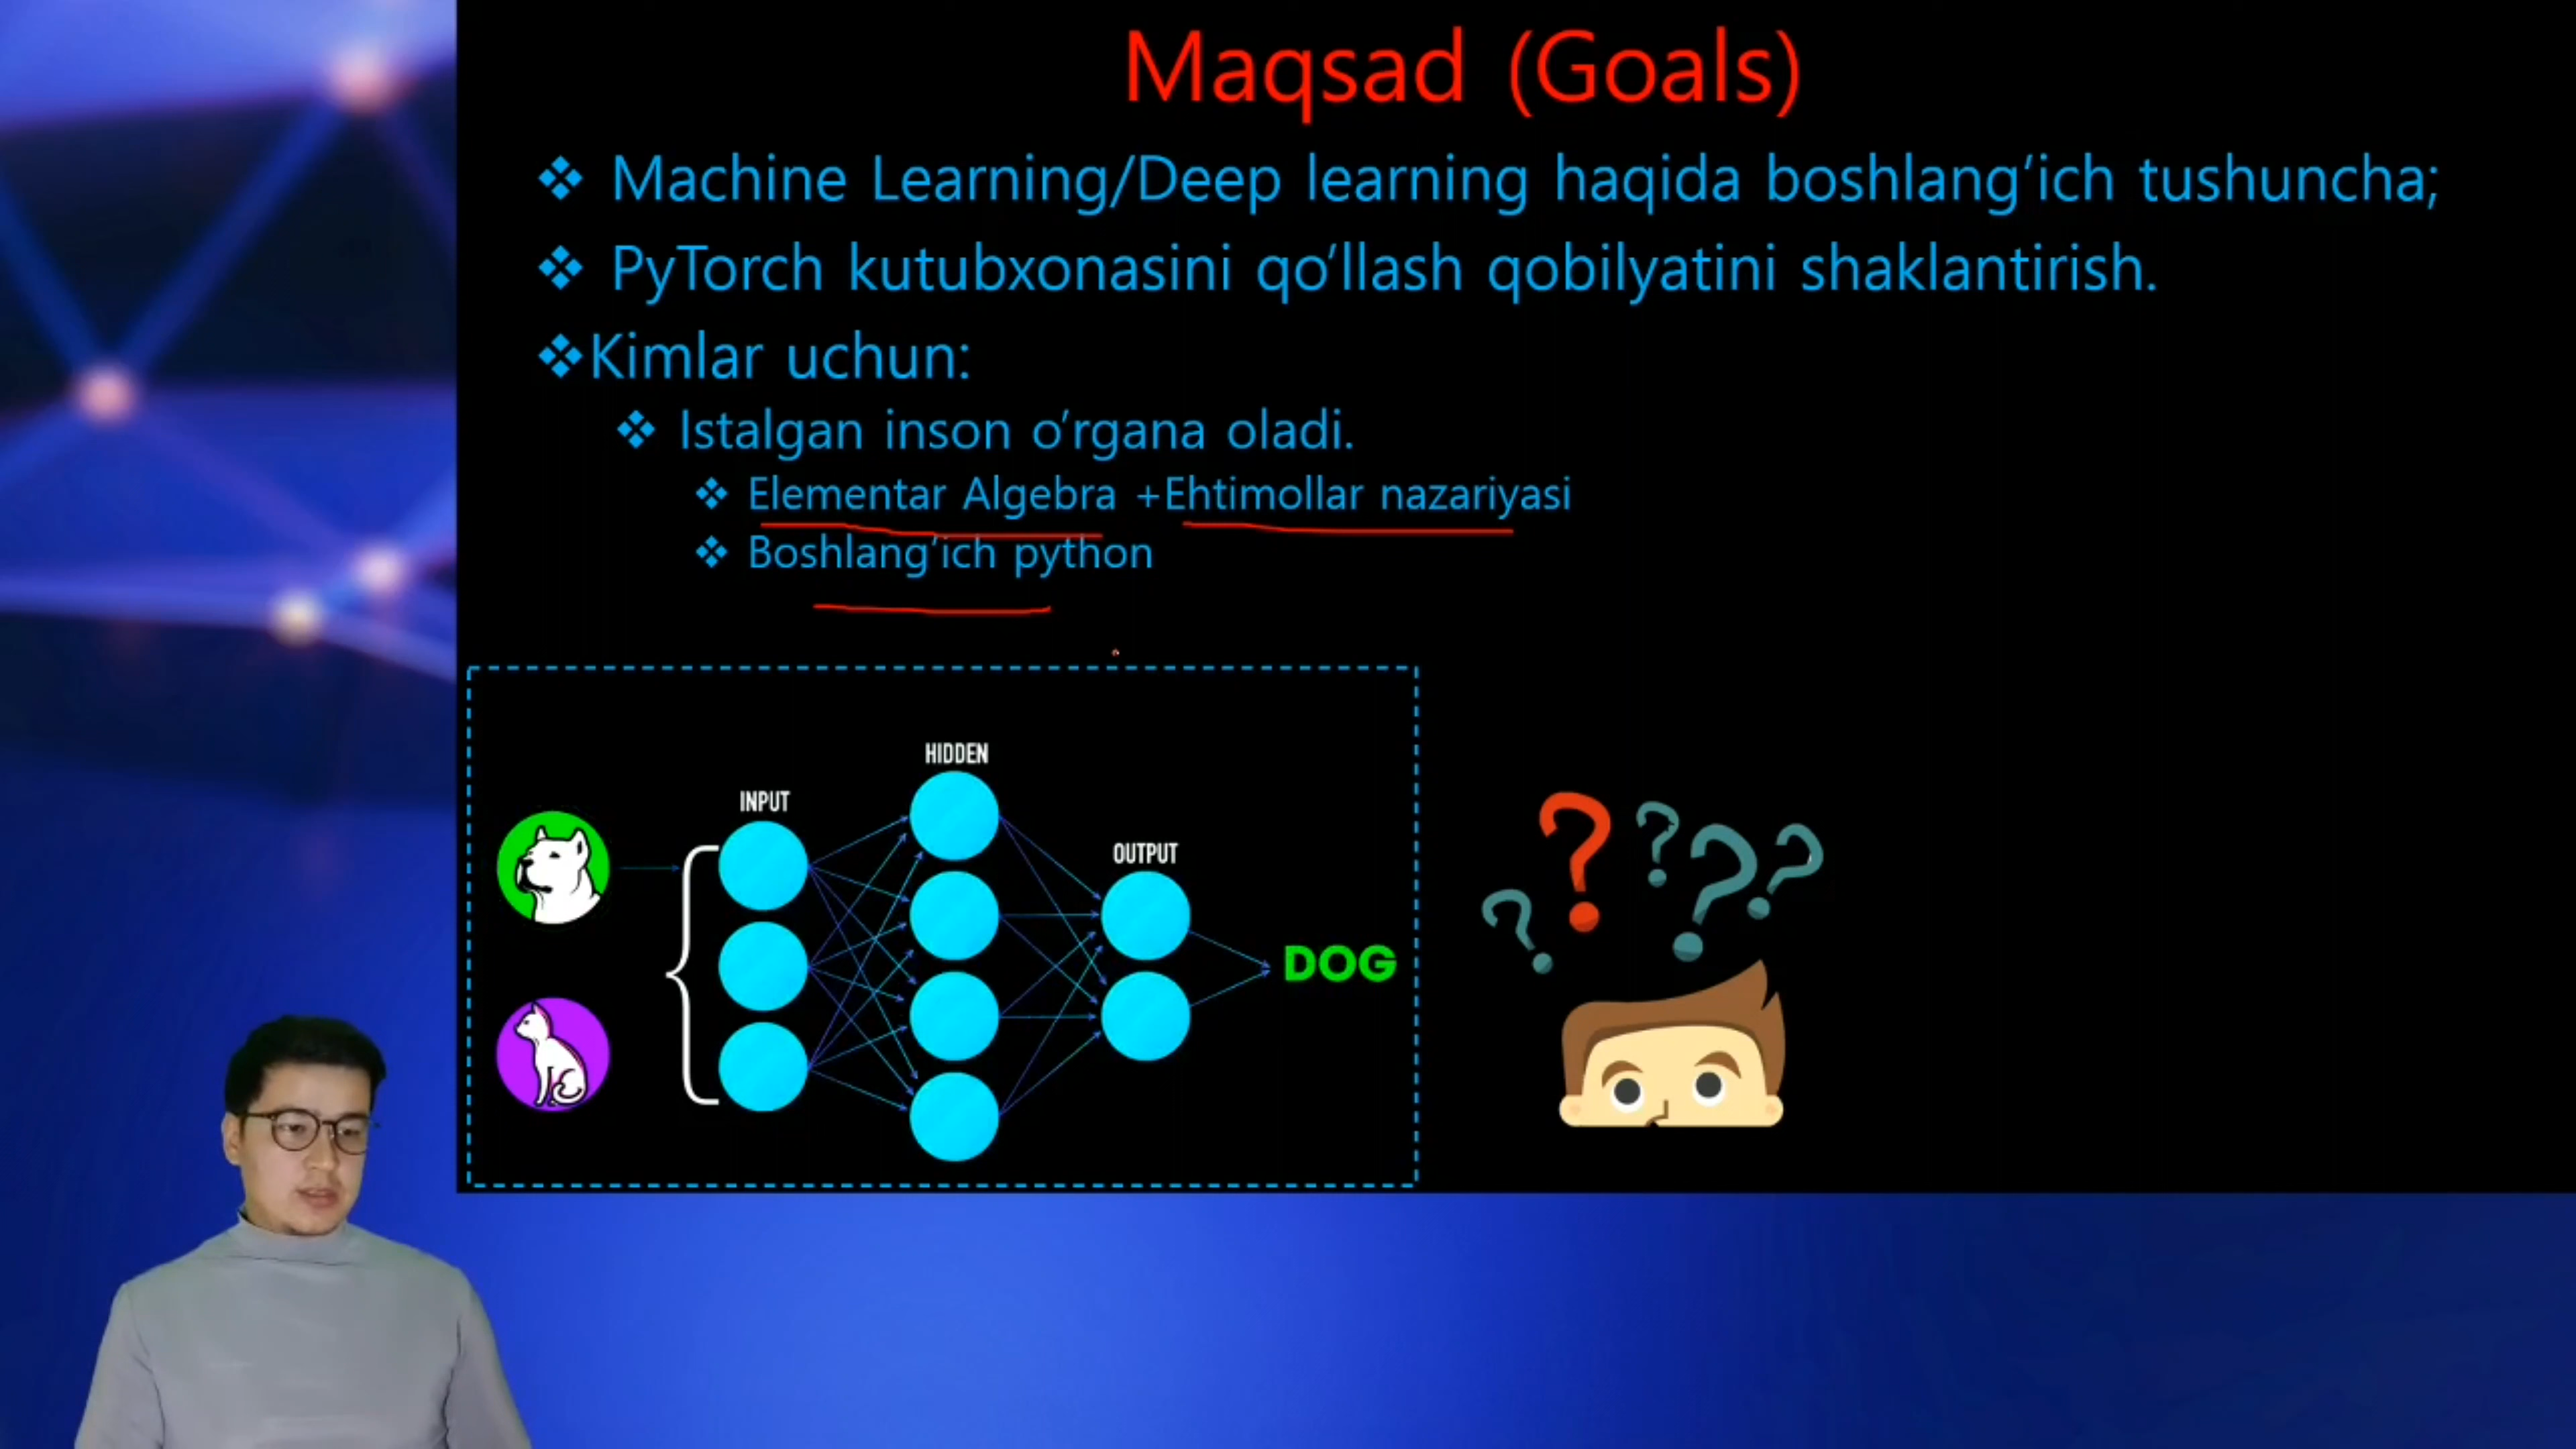 Maqsad (Goals)
❖ Machine Learning/Deep learning haqida boshlang’ich tushuncha;
❖ PyTorch kutubxonasini qo’llash qobilyatini shaklantirish.
❖Kimlar uchun:
❖ Istalgan inson o’rgana oladi.
❖ Elementar Algebra +Ehtimollar nazariyasi
❖ Boshlang’ich python
HIDDEN
INPUT
OUTPUT
DOG
? ? ? ? ?